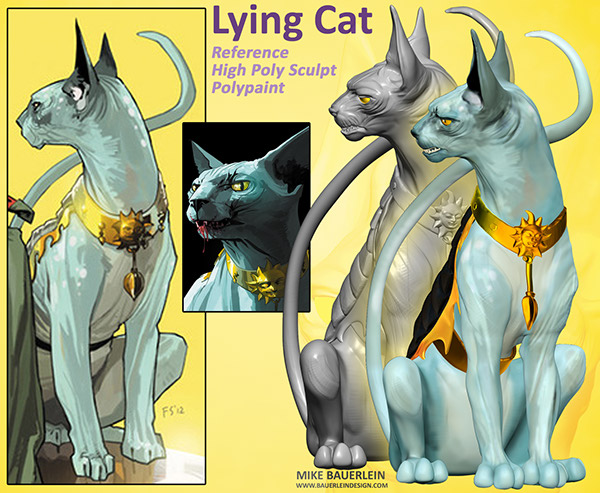 Lying Cat
Reference
High Poly Sculpt
Polypaint
FS'12
MIKE BAUERLEIN
WWW.BAUERLEINDESIGN.COM